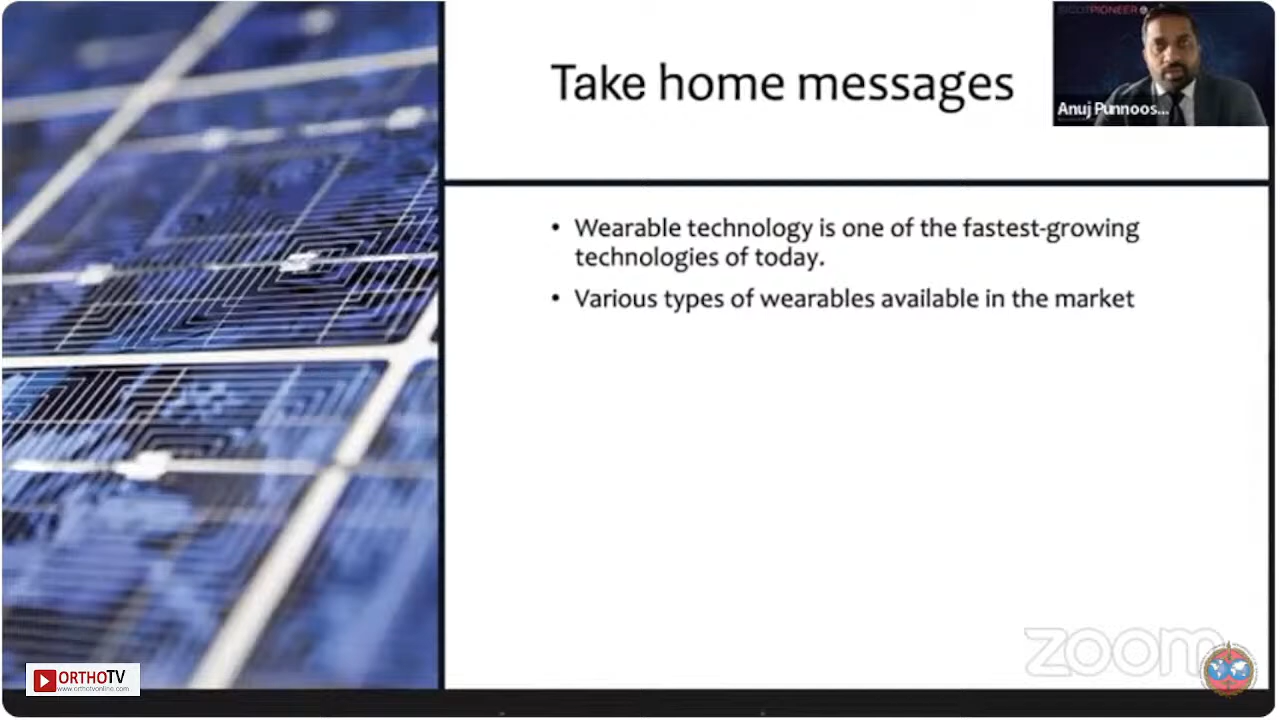 Take home messages
PIONEER
Anuj Punnoos...
• Wearable technology is one of the fastest-growing
technologies of today.
• Various types of wearables available in the market
zoom
ORTHOTV
www.orthotvonline.com